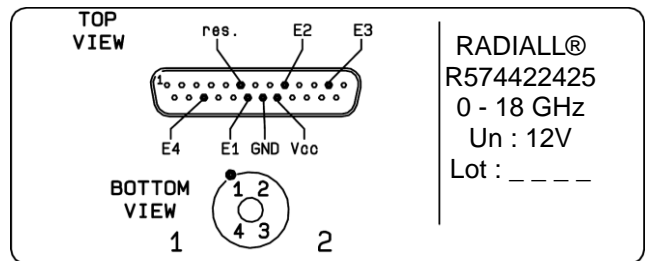 TOP
VIEW
res. E2 E3
1
E4 E1 GND Vcc
BOTTOM
VIEW
1 2
4 3
1 2
RADIALL®
R574422425
0 - 18 GHz
Un : 12V
Lot : _ _ _ _